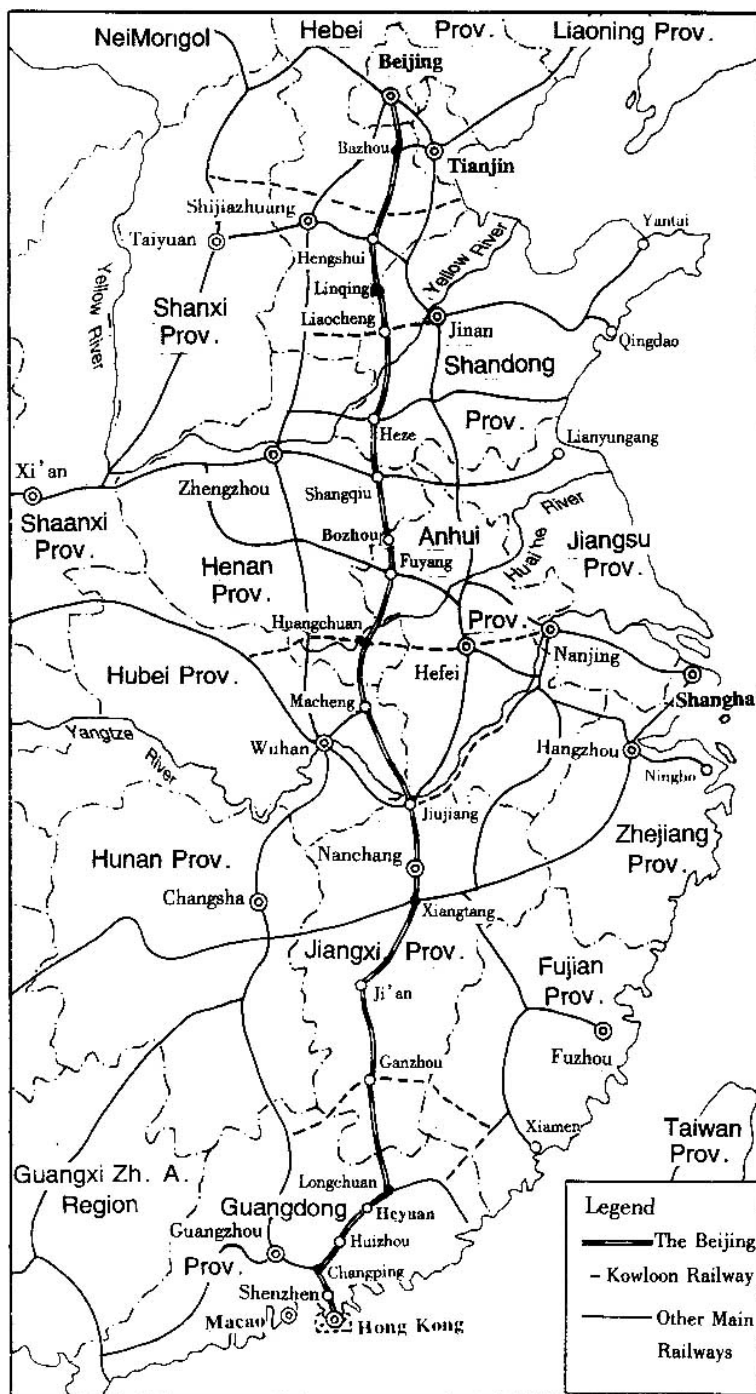 Hebei Prov. Liaoning Prov.
NeiMongol
Beijing
Bazhou
Tianjin
Shijiazhuang
Yantai
Taiyuan
Hengshui
Yellow River
Yellow River
Linqing
Shanxi
Prov.
Liaocheng
Jinan
Qingdao
Shandong
Prov.
Heze
Lianyungang
Xi'an
Zhengzhou
Shangqiu
Shaanxi
Prov.
Bozhou
Anhui
Prov.
Huai'he River
Jiangsu
Prov.
Henan
Prov.
Fuyang
Huangchuan
Nanjing
Hefei
Hubei Prov.
Shangha
Macheng
Yangtze
River
Wuhan
Hangzhou
Ningbo
Jiujiang
Zhejiang
Prov.
Hunan Prov.
Nanchang
Changsha
Xiangtang
Jiangxi Prov.
Fujian
Prov.
Ji'an
Fuzhou
Ganzhou
Xiamen
Taiwan
Prov.
Guangxi Zh. A.
Region
Longchuan
Guangdong
Prov.
Heyuan
Guangzhou
Huizhou
Changping
Shenzhen
Macao
Hong Kong
Legend
The Beijing
- Kowloon Railway
Other Main
Railways